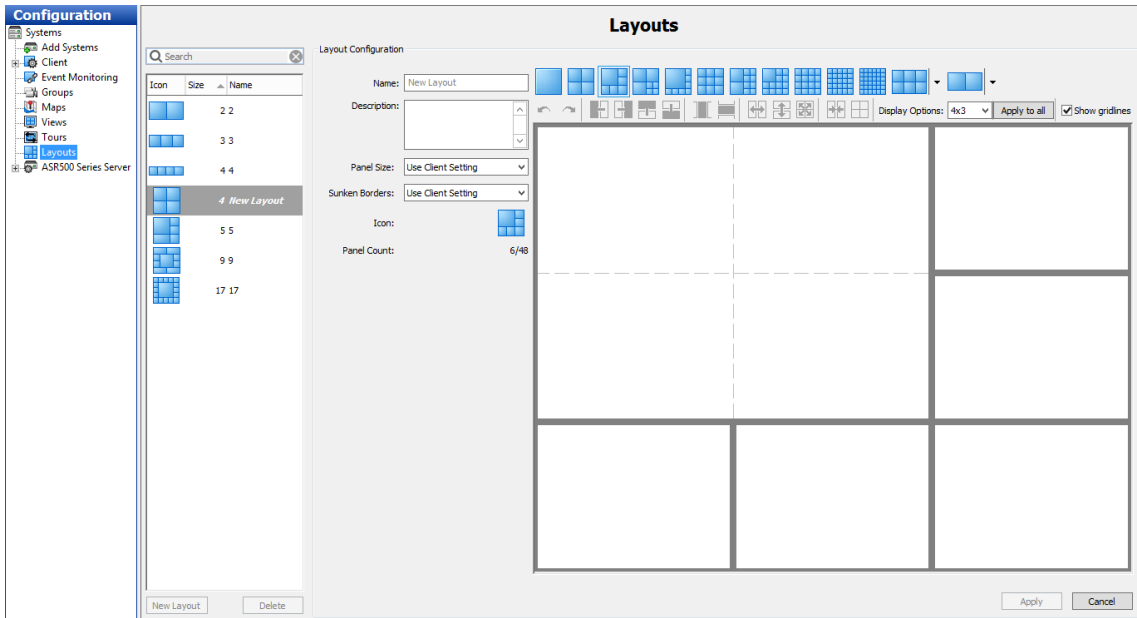 Configuration
Systems
Add Systems
Client
Event Monitoring
Groups
Maps
Views
Tours
Layouts
ASR500 Series Server
Layouts
Search
Icon Size Name
2 2
3 3
4 4
4 New Layout
5 5
9 9
17 17
New Layout Delete
Layout Configuration
Name: New Layout
Description:
Panel Size: Use Client Setting
Sunken Borders: Use Client Setting
Icon:
Panel Count: 6/48
Display Options: 4x3 Apply to all Show gridlines
Apply Cancel